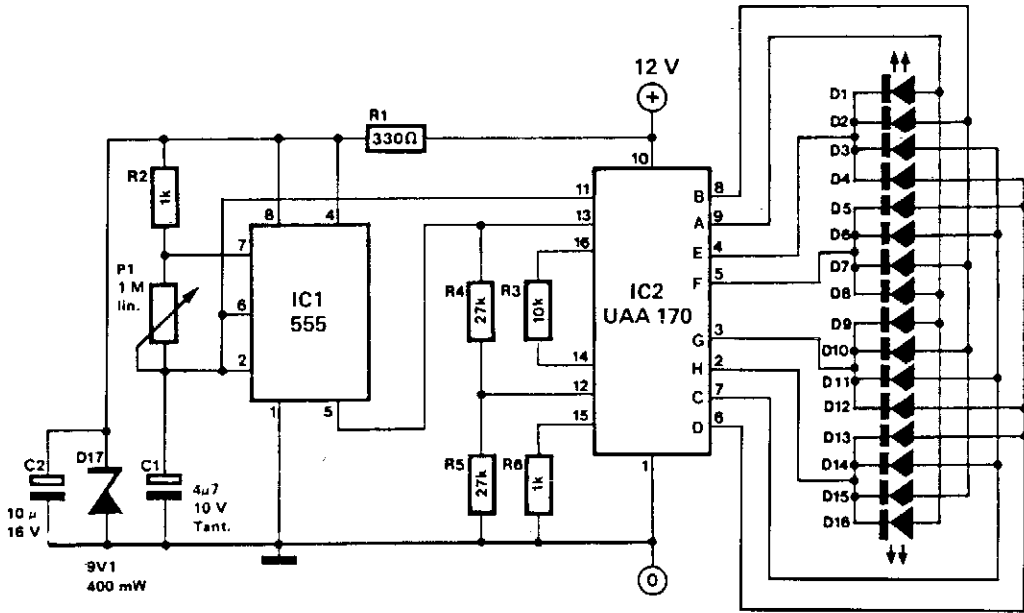 12 V
+
R1
330Ω
R2
1k
P1
1 M
lin.
8
4
7
6
2
1
5
IC1
555
C2
10 μ
16 V
D17
9V1
400 mW
C1
4μ7
10 V
Tant.
R4
27k
R3
10k
R5
27k
R6
1k
10
11
13
16
14
12
15
1
IC2
UAA 170
B
A
E
F
G
H
C
D
8
9
4
5
3
2
7
6
0
D1
D2
D3
D4
D5
D6
D7
D8
D9
D10
D11
D12
D13
D14
D15
D16